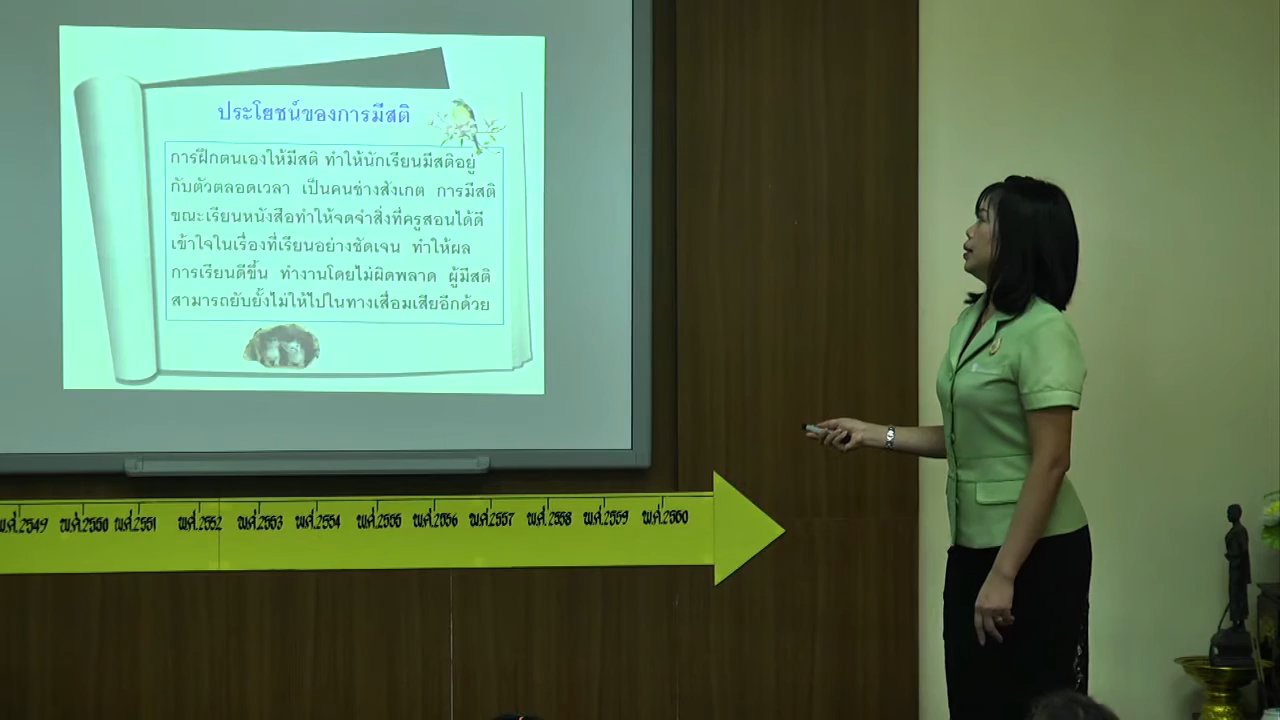 ประโยชน์ของการมีสติ
การฝึกตนเองให้มีสติ ทำให้นักเรียนมีสติอยู่
กับตัวตลอดเวลา เป็นคนช่างสังเกต การมีสติ
ขณะเรียนหนังสือทำให้จดจำสิ่งที่ครูสอนได้ดี
เข้าใจในเรื่องที่เรียนอย่างชัดเจน ทำให้ผล
การเรียนดีขึ้น ทำงานโดยไม่ผิดพลาด ผู้มีสติ
สามารถยับยั้งไม่ให้ไปในทางเสื่อมเสียอีกด้วย
พ.ศ.2549 พ.ศ.2550 พ.ศ.2551 พ.ศ.2552 พ.ศ.2553 พ.ศ.2554 พ.ศ.2555 พ.ศ.2556 พ.ศ.2557 พ.ศ.2558 พ.ศ.2559 พ.ศ.2560